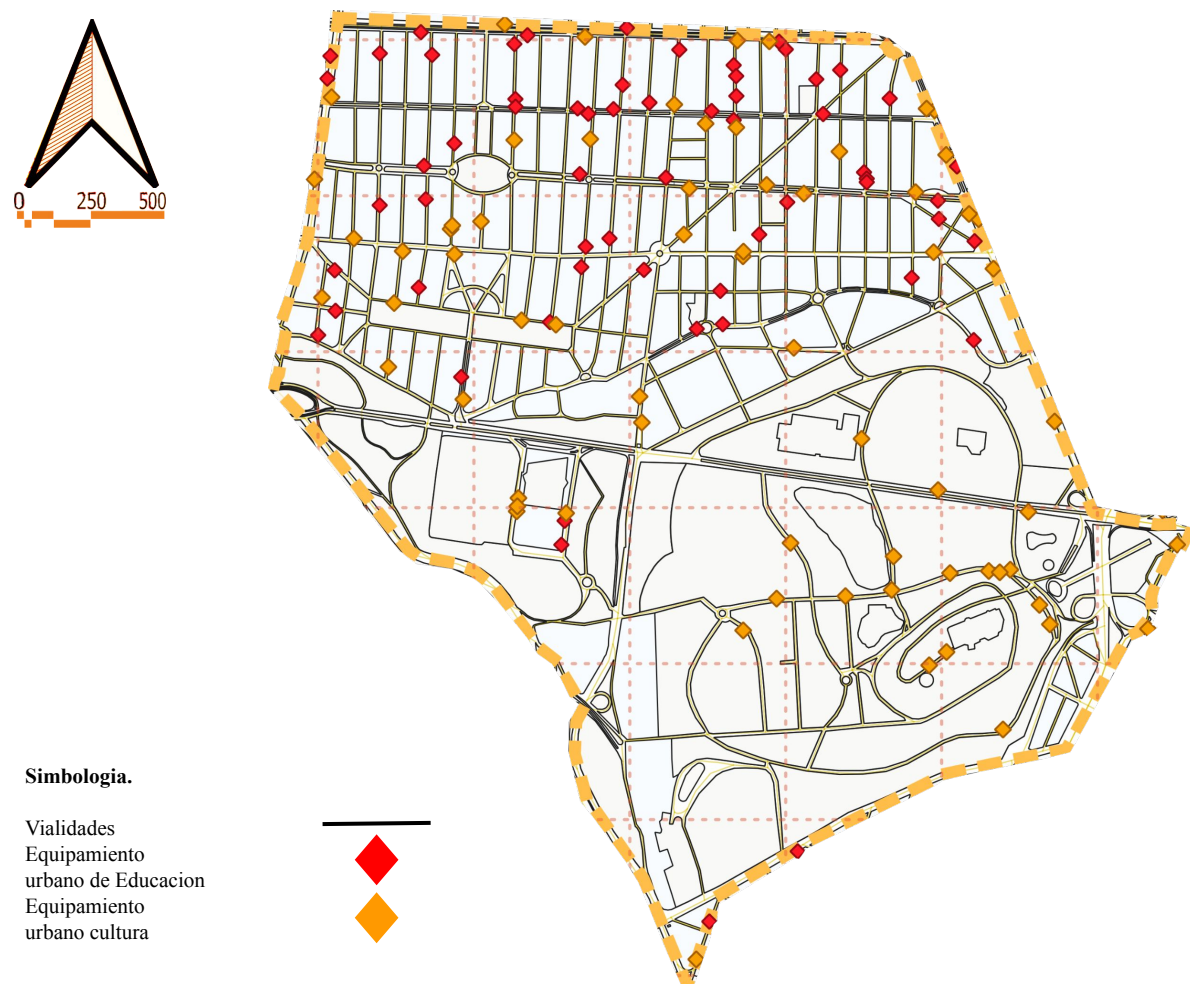 0 250 500
Simbologia.
Vialidades
Equipamiento
urbano de Educacion
Equipamiento
urbano cultura